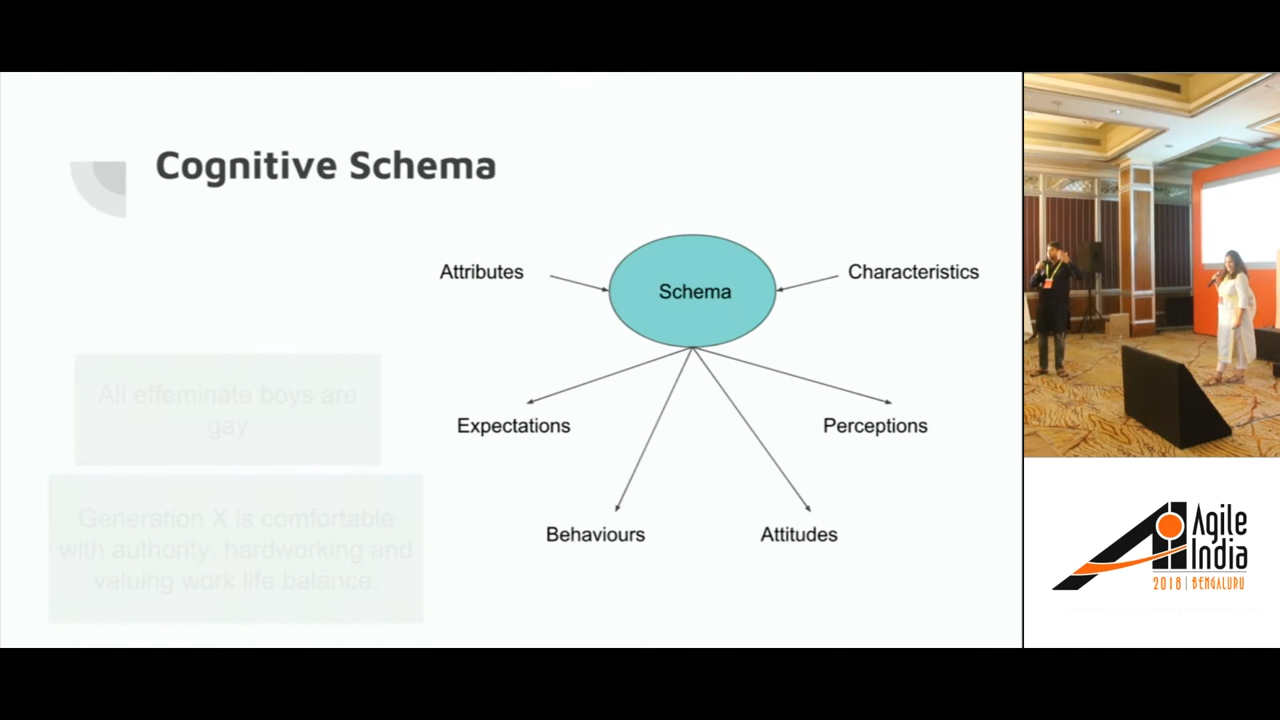 Cognitive Schema
Attributes
Schema
Characteristics
All effeminate boys are
gay
Expectations
Perceptions
Generation X is comfortable
with authority, hardworking and
valuing work life balance.
Behaviours
Attitudes
Agile
India
2018 | BENGALURU